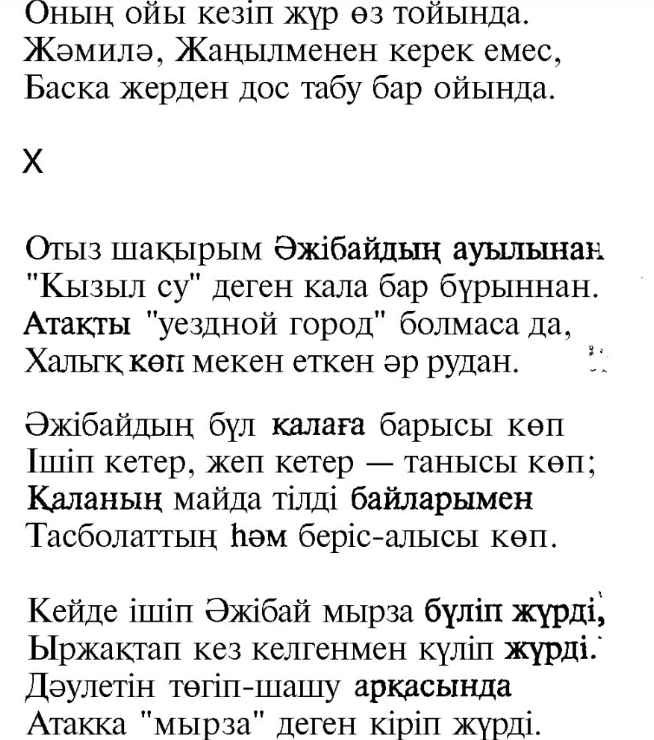 Оның ойы кезіп жүр өз тойында.
Жәмилә, Жаңылменен керек емес,
Баска жерден дос табу бар ойында.
X
Отыз шақырым Әжібайдың ауылынан
"Кызыл су" деген кала бар бұрыннан.
Атақты "уездной город" болмаса да,
Халыгқ көп мекен еткен әр рудан.
Әжібайдың бұл қалаға барысы көп
Ішіп кетер, жеп кетер — танысы көп;
Қаланың майда тілді байларымен
Тасболаттың һәм беріс-алысы көп.
Кейде ішіп Әжібай мырза бүліп жүрді,
Ыржақтап кез келгенмен күліп жүрді.
Дәулетін төгіп-шашу арқасында
Атакка "мырза" деген кіріп жүрді.